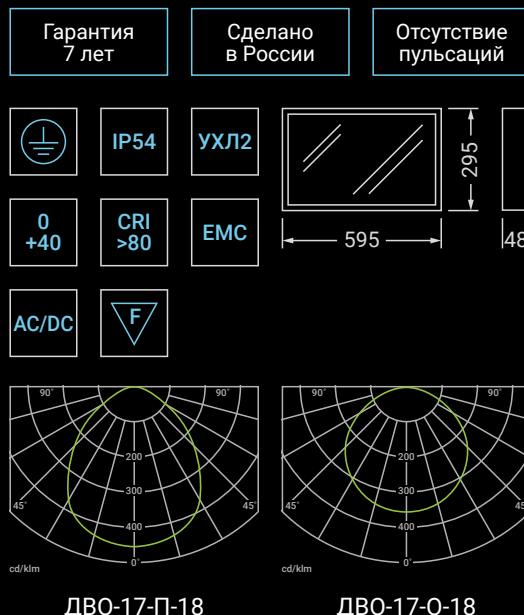 Гарантия
7 лет
Сделано
в России
Отсутствие
пульсаций
IP54
УХЛ2
295
0
+40
CRI
>80
EMC
595
48
AC/DC
F
90°
90°
200
300
400
45°
45°
0°
cd/klm
90°
90°
200
300
400
45°
45°
0°
cd/klm
ДВО-17-П-18
ДВО-17-О-18